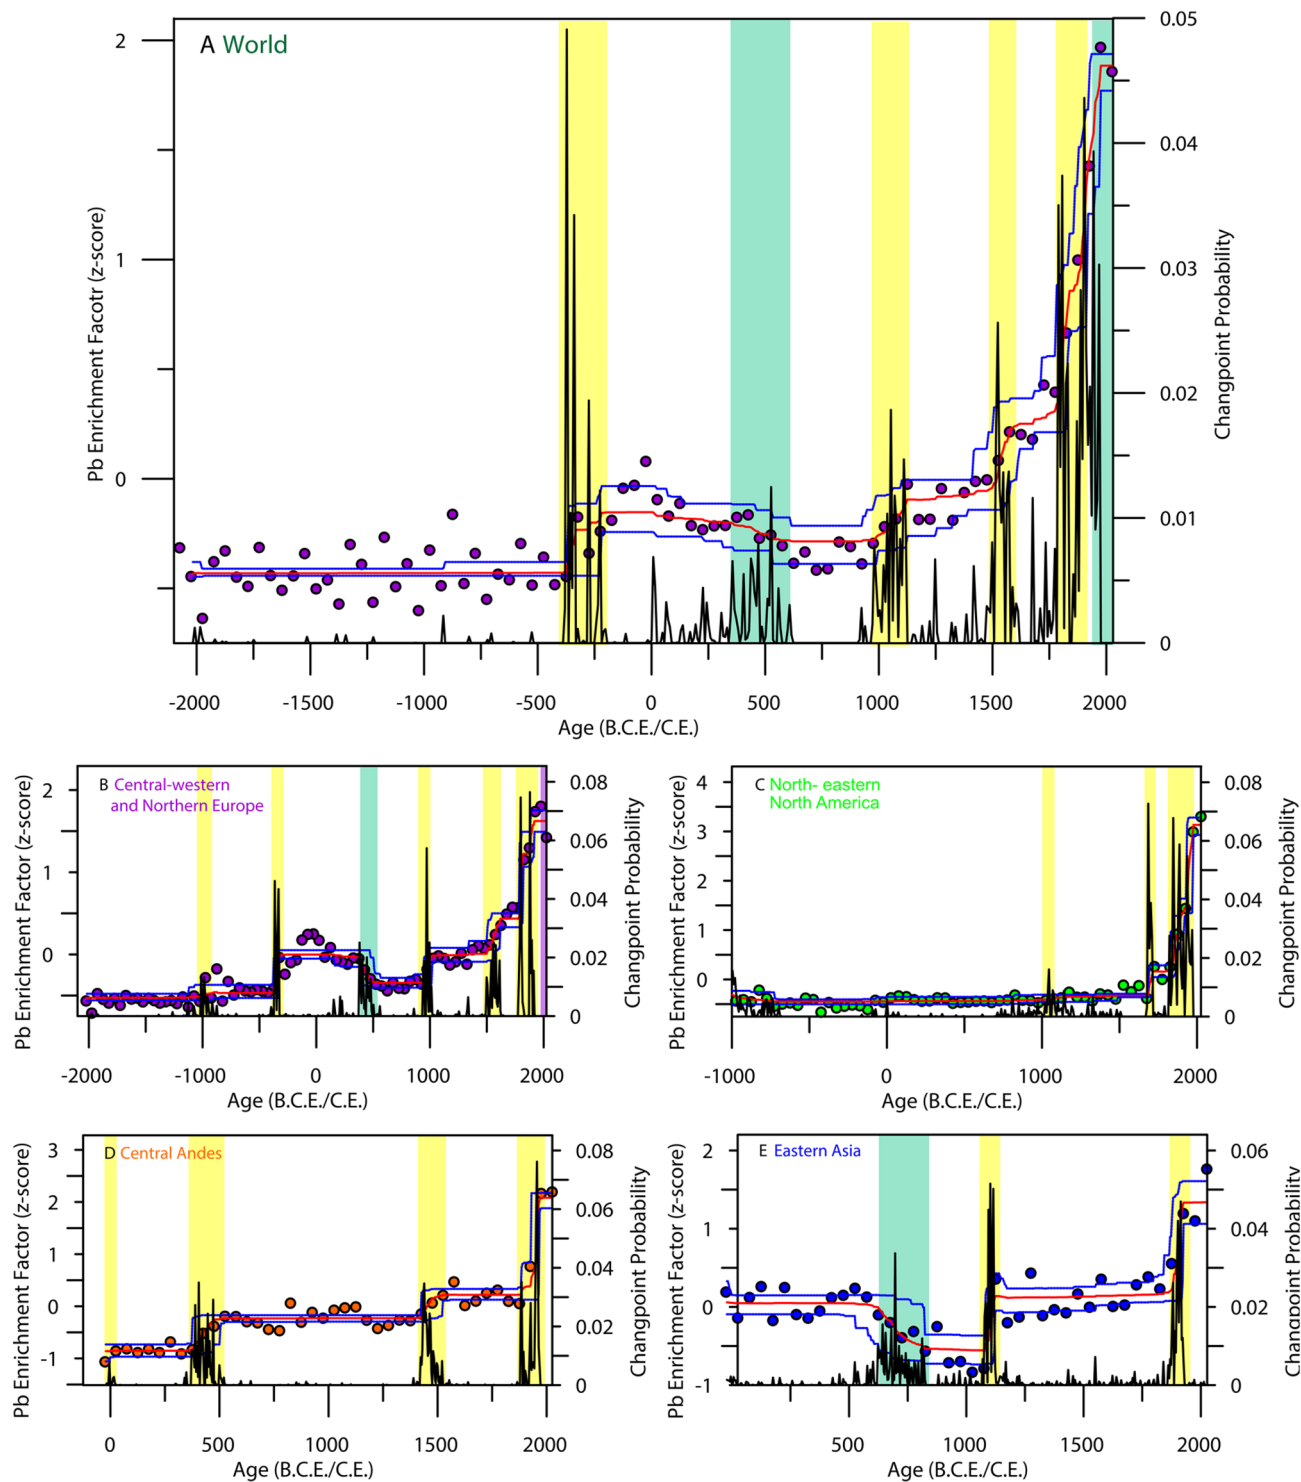 A World
2
1
0
Pb Enrichment Facotr (z-score)
0.05
0.04
0.03
0.02
0.01
0
Changpoint Probability
-2000 -1500 -1000 -500 0 500 1000 1500 2000
Age (B.C.E./C.E.)
B Central-western
and Northern Europe
2
1
0
Pb Enrichment Factor (z-score)
0.08
0.06
0.04
0.02
0
Changpoint Probability
-2000 -1000 0 1000 2000
Age (B.C.E./C.E.)
C North- eastern
North America
4
3
2
1
0
Pb Enrichment Factor (z-score)
0.08
0.06
0.04
0.02
0
Changpoint Probability
-1000 0 1000 2000
Age (B.C.E./C.E.)
D Central Andes
3
2
1
0
-1
Pb Enrichment Factor (z-score)
0.08
0.06
0.04
0.02
0
Changpoint Probability
0 500 1000 1500 2000
Age (B.C.E./C.E.)
E Eastern Asia
2
1
0
-1
Pb Enrichment Factor (z-score)
0.06
0.04
0.02
0
Changpoint Probability
500 1000 1500 2000
Age (B.C.E./C.E.)